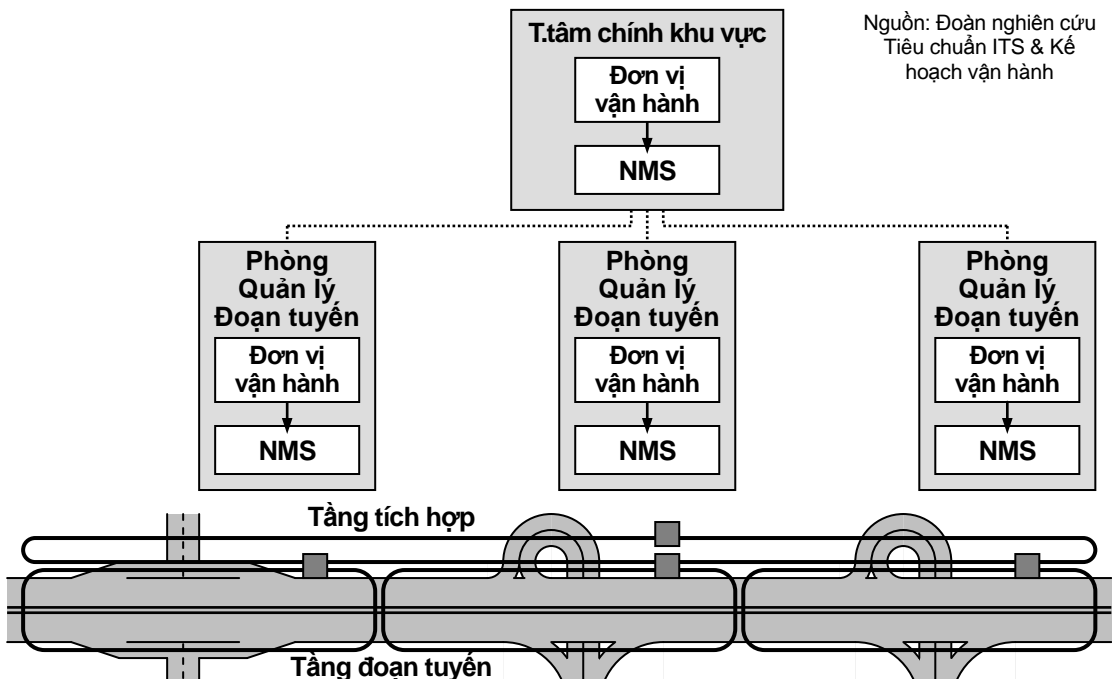 T.tâm chính khu vực
Đơn vị
vận hành
NMS
Nguồn: Đoàn nghiên cứu
Tiêu chuẩn ITS & Kế
hoạch vận hành
Phòng
Quản lý
Đoạn tuyến
Đơn vị
vận hành
NMS
Phòng
Quản lý
Đoạn tuyến
Đơn vị
vận hành
NMS
Phòng
Quản lý
Đoạn tuyến
Đơn vị
vận hành
NMS
Tầng tích hợp
Tầng đoạn tuyến